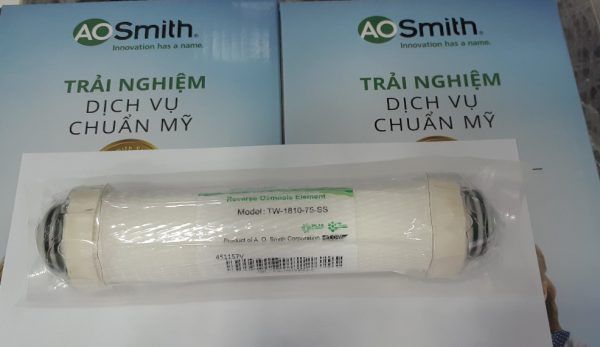 AOSmith
Innovation has a name.
TRẢI NGHIỆM
DỊCH VỤ
CHUẨN MỸ
AOSmith
Innovation has a name.
TRẢI NGHIỆM
DỊCH VỤ
CHUẨN MỸ
Reverse Osmosis Element
Model: TW-1810-75-SS
Product of A. O. Smith Corporation
451157V